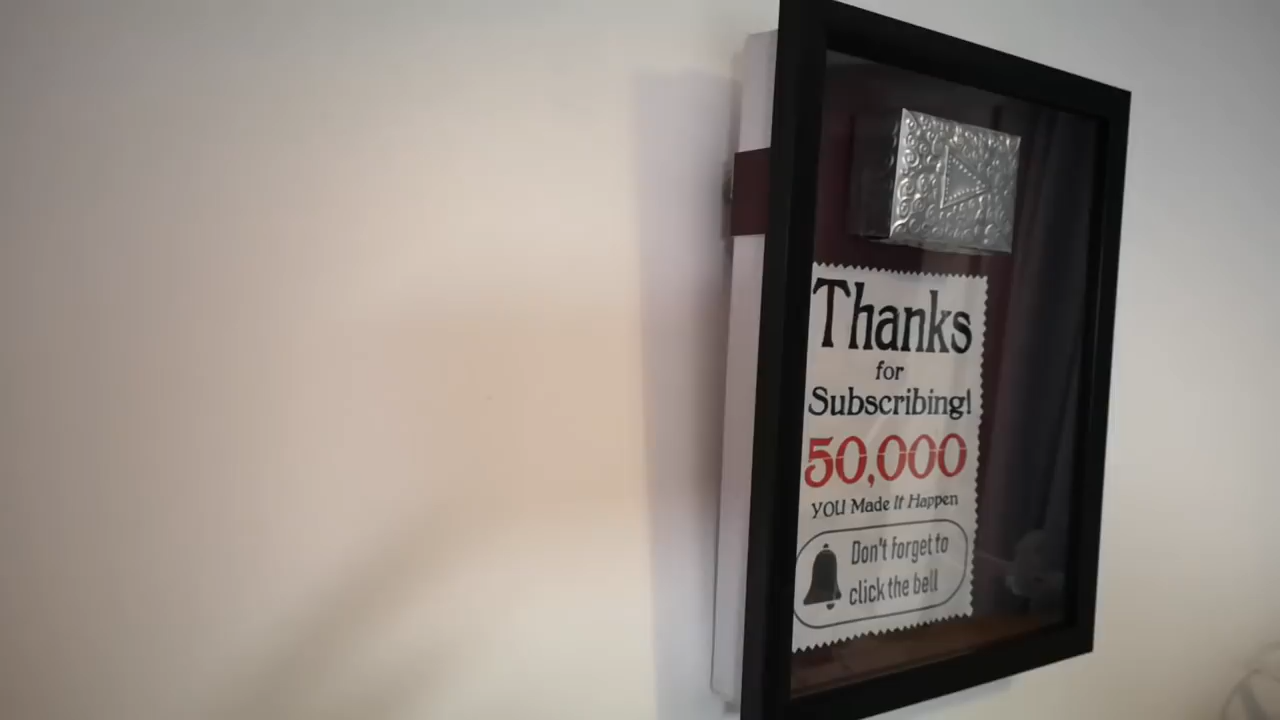 Thanks
for
Subscribing!
50,000
YOU Made It Happen
Don't forget to
click the bell